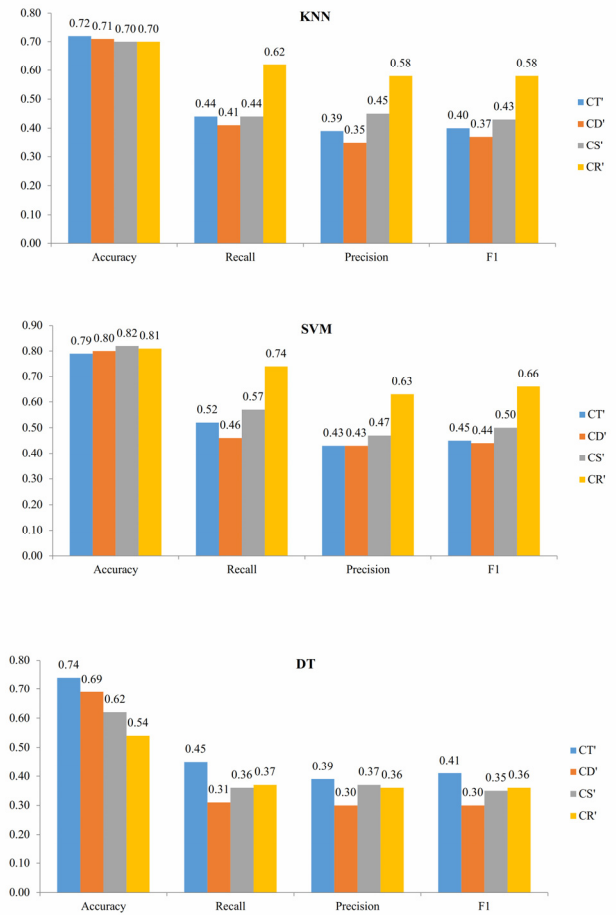 KNN
0.80
0.70
0.60
0.50
0.40
0.30
0.20
0.10
0.00
0.72 0.71 0.70 0.70
0.44 0.41 0.44 0.62
0.39 0.35 0.45 0.58
0.40 0.37 0.43 0.58
Accuracy Recall Precision F1
CT'
CD'
CS'
CR'
SVM
0.90
0.80
0.70
0.60
0.50
0.40
0.30
0.20
0.10
0.00
0.79 0.80 0.82 0.81
0.52 0.46 0.57 0.74
0.43 0.43 0.47 0.63
0.45 0.44 0.50 0.66
Accuracy Recall Precision F1
CT'
CD'
CS'
CR'
DT
0.80
0.70
0.60
0.50
0.40
0.30
0.20
0.10
0.00
0.74 0.69 0.62 0.54
0.45 0.31 0.36 0.37
0.39 0.30 0.37 0.36
0.41 0.30 0.35 0.36
Accuracy Recall Precision F1
CT'
CD'
CS'
CR'